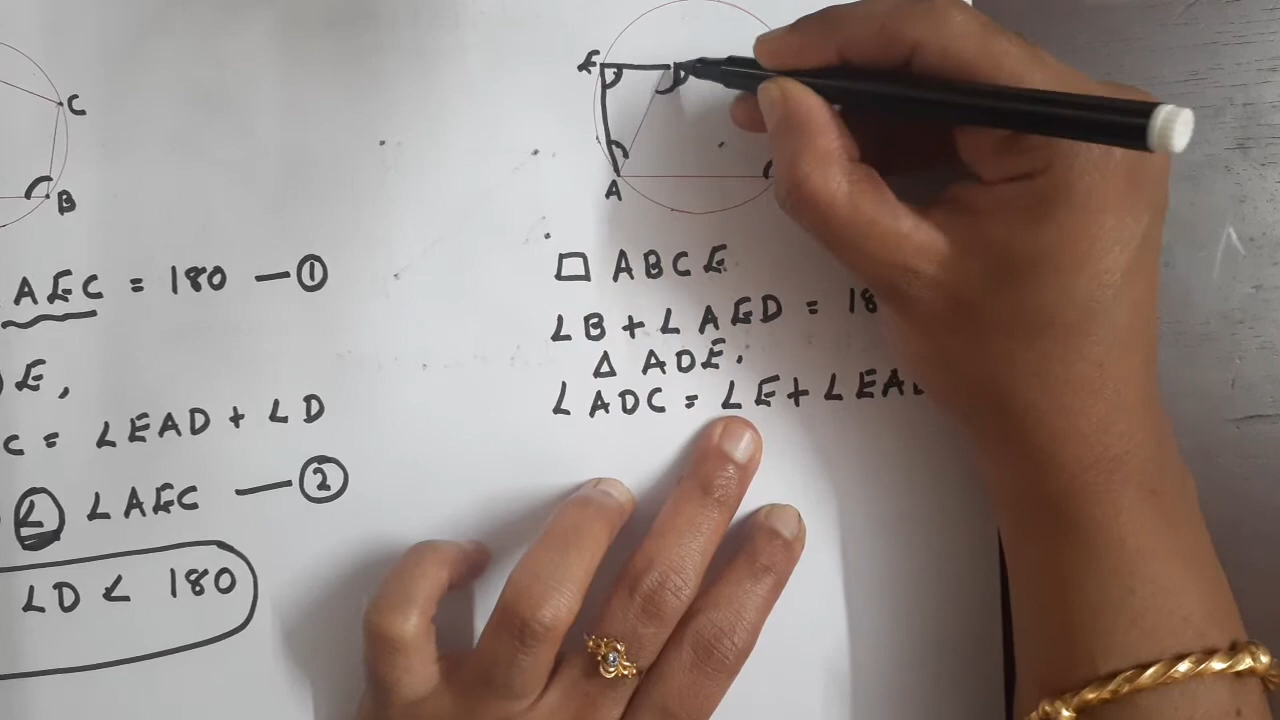 C
B
AEC = 180 — ①
E,
C = ∠EAD + ∠D
∠ ∠AEC — ②
∠D < 180
E
A
□ ABCE
∠B + ∠AED = 18
△ ADE.
∠ADC = ∠E + ∠EA